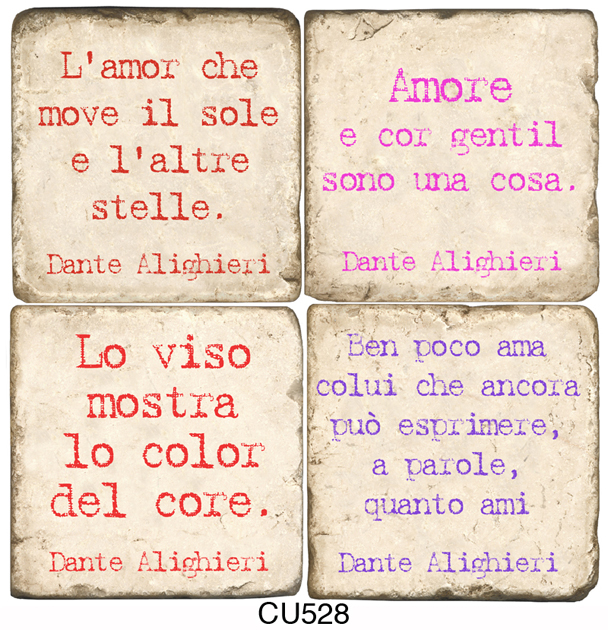 L'amor che
move il sole
e l'altre
stelle.
Dante Alighieri
Amore
e cor gentil
sono una cosa.
Dante Alighieri
Lo viso
mostra
lo color
del core.
Dante Alighieri
Ben poco ama
colui che ancora
può esprimere,
a parole,
quanto ami
Dante Alighieri
CU528